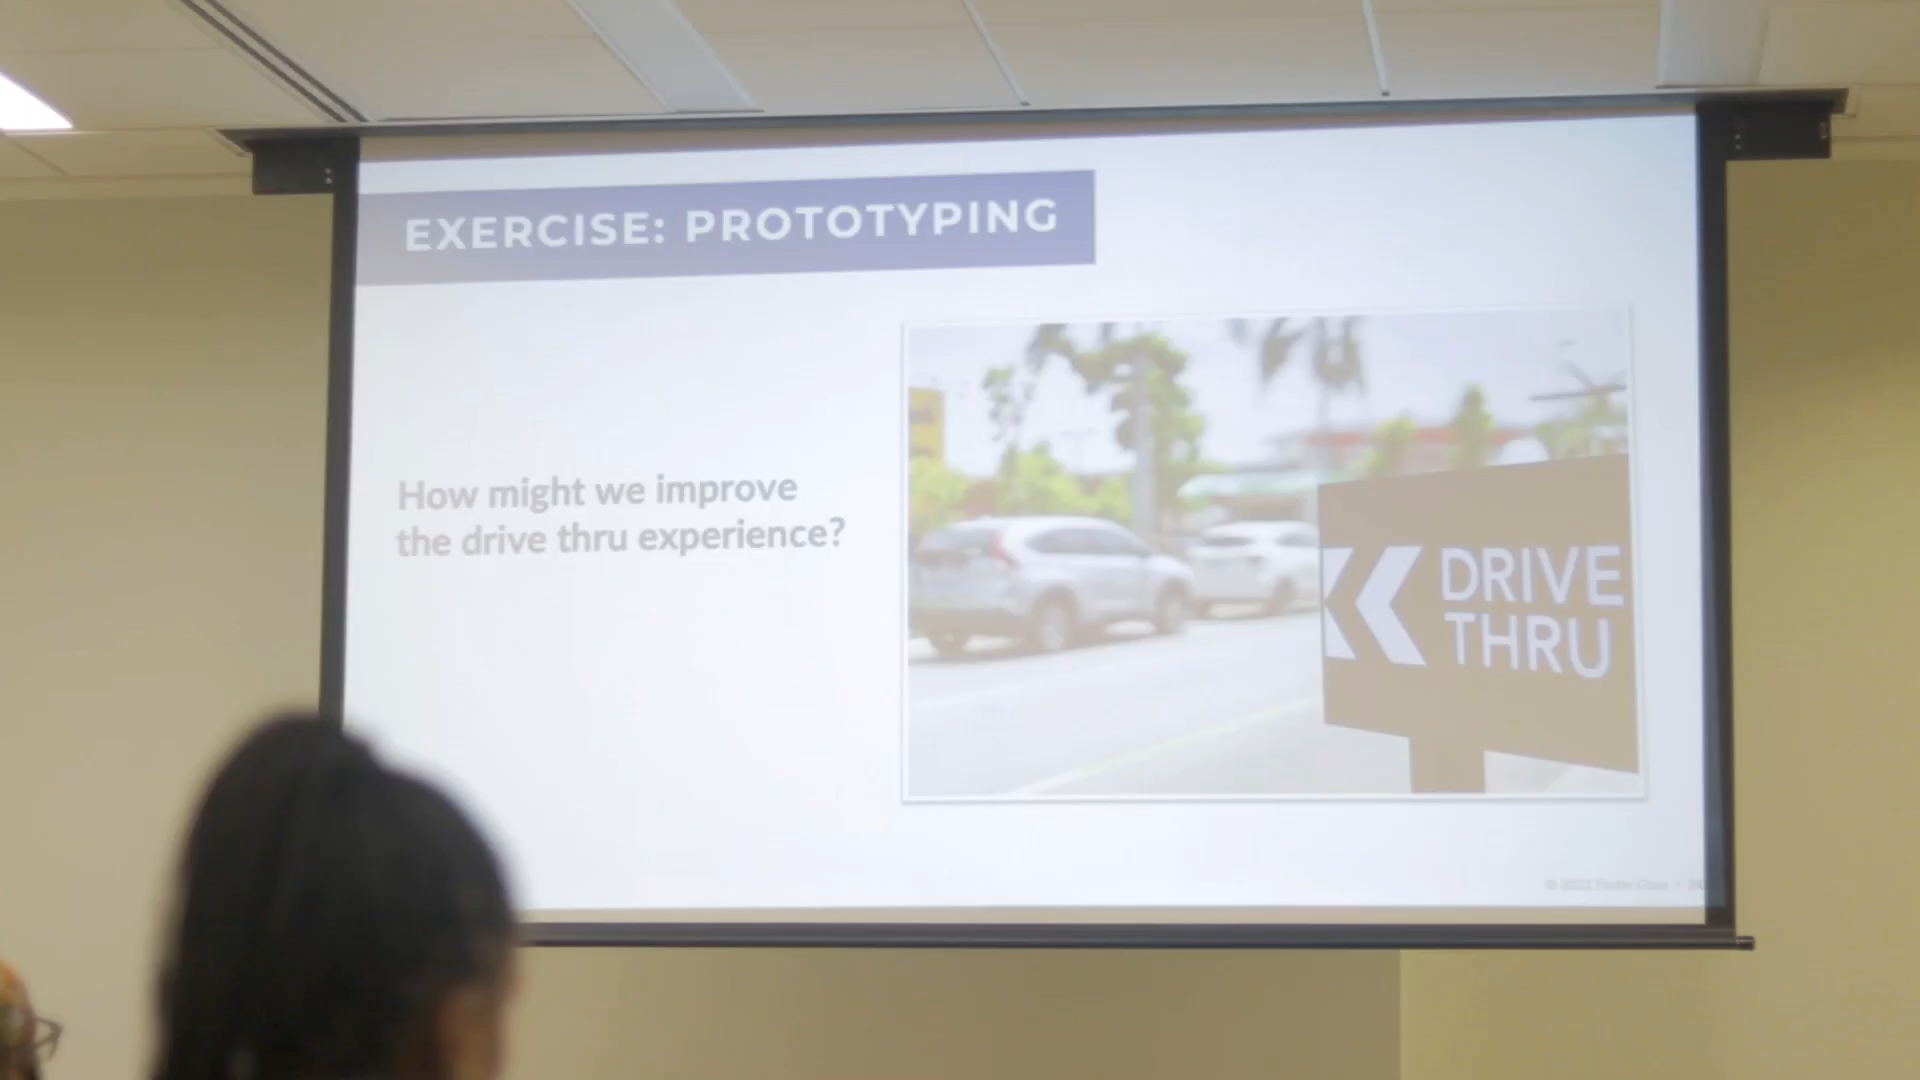 EXERCISE: PROTOTYPING
How might we improve
the drive thru experience?
DRIVE
THRU